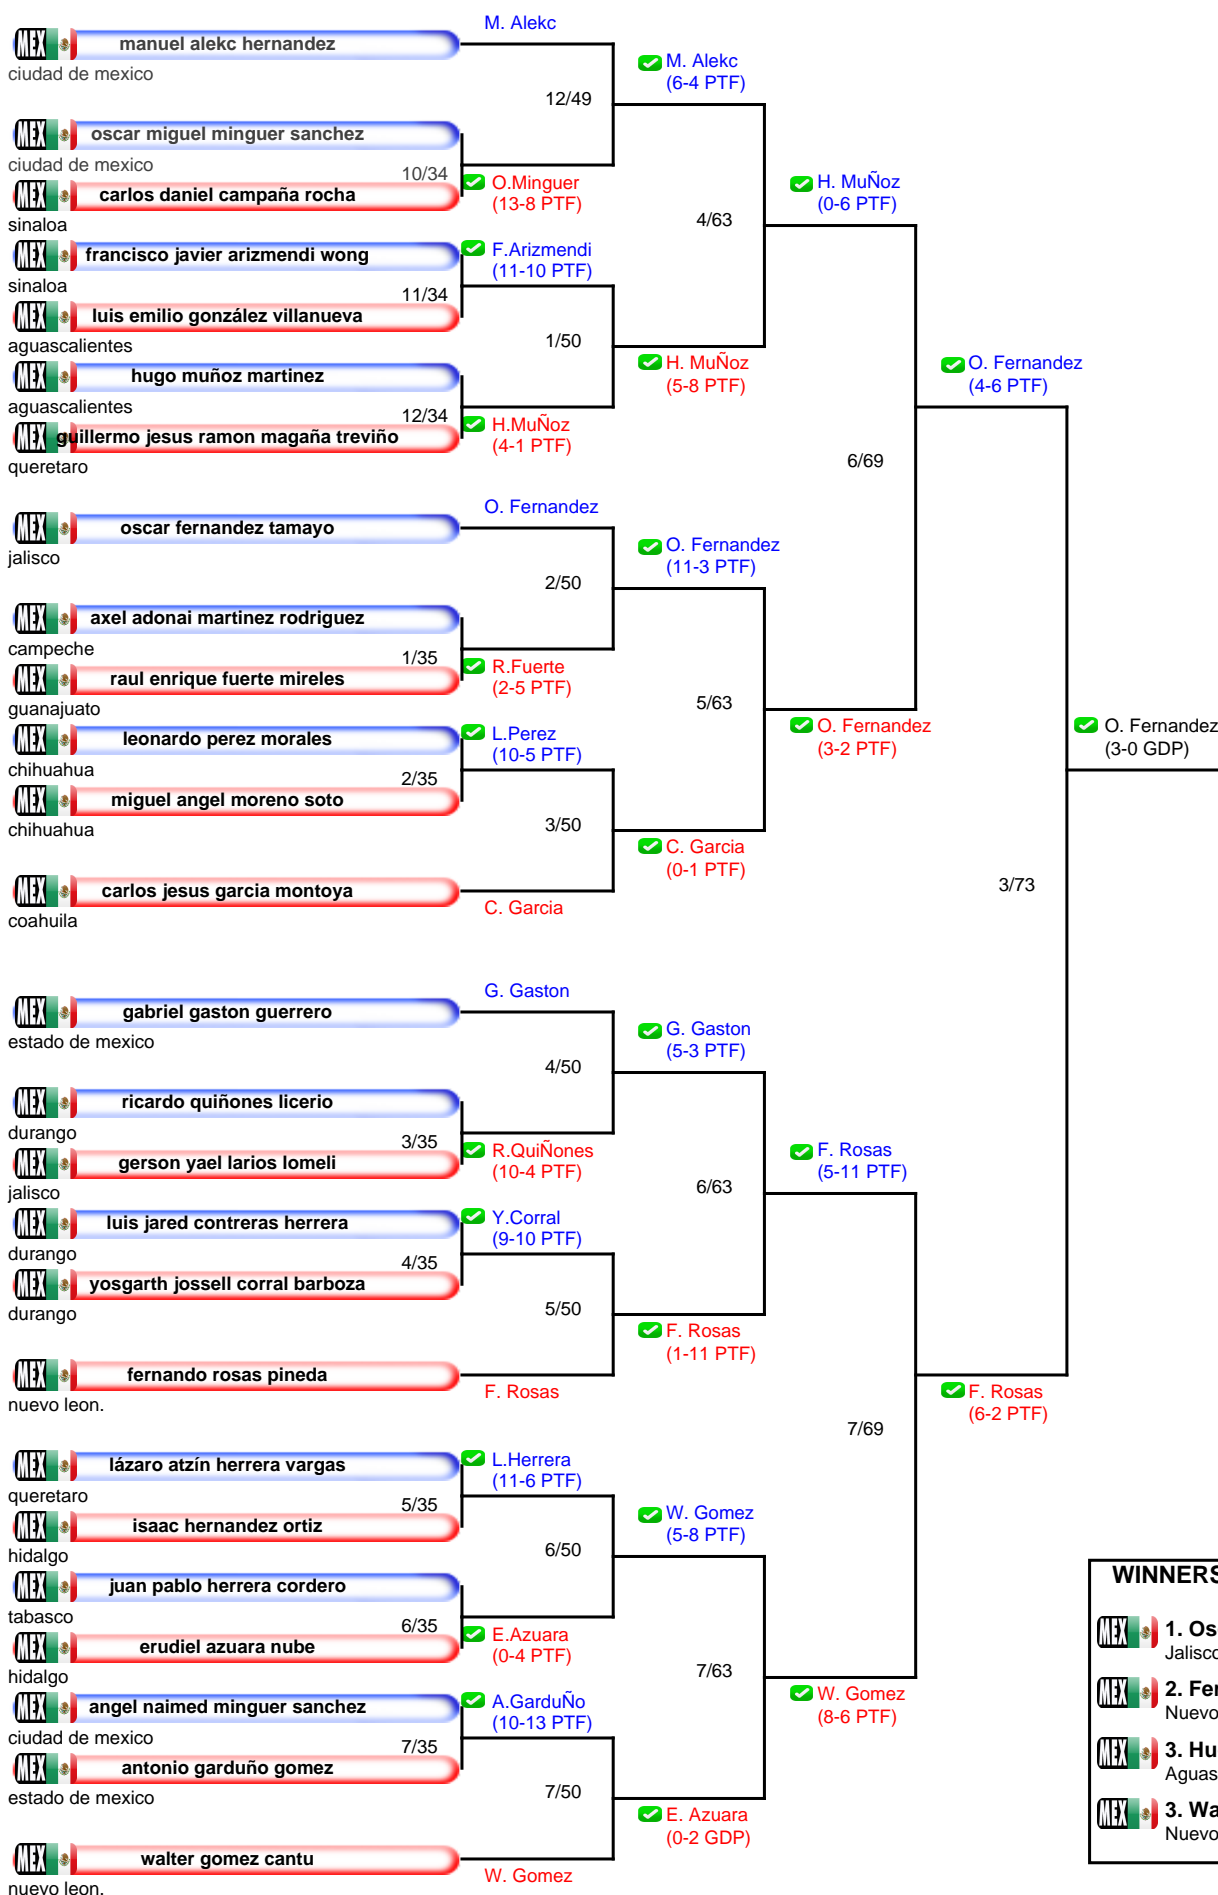 M. Alekc
MEX manuel alekc hernandez
ciudad de mexico
M. Alekc
(6-4 PTF)
12/49
MEX oscar miguel minguer sanchez
ciudad de mexico
10/34
MEX carlos daniel campaña rocha
sinaloa
O.Minguer
(13-8 PTF)
H. MuÑoz
(0-6 PTF)
4/63
MEX francisco javier arizmendi wong
sinaloa
F.Arizmendi
(11-10 PTF)
11/34
MEX luis emilio gonzález villanueva
aguascalientes
1/50
MEX hugo muñoz martinez
aguascalientes
H. MuÑoz
(5-8 PTF)
O. Fernandez
(4-6 PTF)
12/34
MEX guillermo jesus ramon magaña treviño
queretaro
H.MuÑoz
(4-1 PTF)
6/69
O. Fernandez
MEX oscar fernandez tamayo
jalisco
O. Fernandez
(11-3 PTF)
2/50
MEX axel adonai martinez rodriguez
campeche
1/35
MEX raul enrique fuerte mireles
guanajuato
R.Fuerte
(2-5 PTF)
5/63
MEX leonardo perez morales
chihuahua
L.Perez
(10-5 PTF)
O. Fernandez
(3-2 PTF)
O. Fernandez
(3-0 GDP)
2/35
MEX miguel angel moreno soto
chihuahua
3/50
C. Garcia
(0-1 PTF)
MEX carlos jesus garcia montoya
coahuila
C. Garcia
3/73
G. Gaston
MEX gabriel gaston guerrero
estado de mexico
G. Gaston
(5-3 PTF)
4/50
MEX ricardo quiñones licerio
durango
3/35
MEX gerson yael larios lomeli
jalisco
R.QuiÑones
(10-4 PTF)
F. Rosas
(5-11 PTF)
6/63
MEX luis jared contreras herrera
durango
Y.Corral
(9-10 PTF)
4/35
MEX yosgarth jossell corral barboza
durango
5/50
F. Rosas
(1-11 PTF)
MEX fernando rosas pineda
nuevo leon.
F. Rosas
F. Rosas
(6-2 PTF)
7/69
MEX lázaro atzín herrera vargas
queretaro
L.Herrera
(11-6 PTF)
5/35
MEX isaac hernandez ortiz
hidalgo
W. Gomez
(5-8 PTF)
6/50
MEX juan pablo herrera cordero
tabasco
6/35
MEX erudiel azuara nube
hidalgo
E.Azuara
(0-4 PTF)
7/63
MEX angel naimed minguer sanchez
ciudad de mexico
A.GarduÑo
(10-13 PTF)
W. Gomez
(8-6 PTF)
7/35
MEX antonio garduño gomez
estado de mexico
7/50
E. Azuara
(0-2 GDP)
MEX walter gomez cantu
nuevo leon.
W. Gomez
WINNERS
MEX 1. Os
Jalisco
MEX 2. Fer
Nuevo
MEX 3. Hu
Aguas
MEX 3. Wa
Nuevo